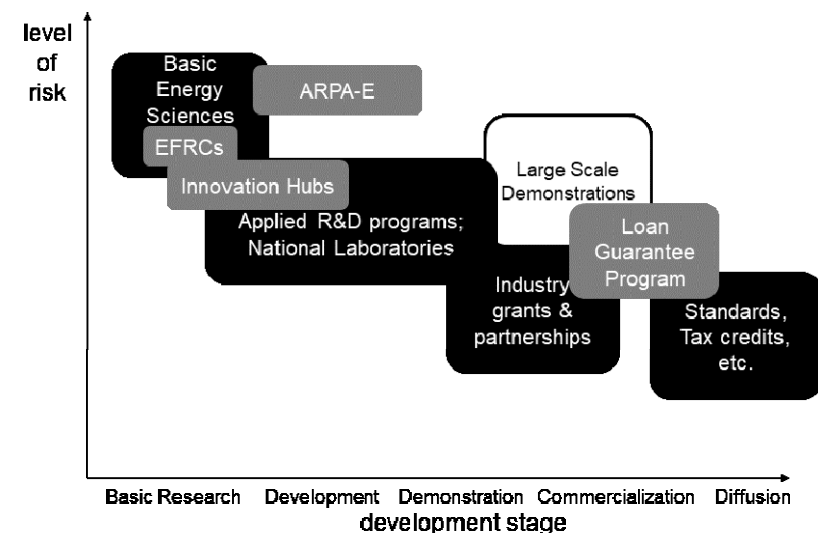 level
of
risk
Basic
Energy
Sciences
ARPA-E
EFRCs
Innovation Hubs
Applied R&D programs;
National Laboratories
Large Scale
Demonstrations
Loan
Guarantee
Program
Industry
grants &
partnerships
Standards,
Tax credits,
etc.
Basic Research Development Demonstration Commercialization Diffusion
development stage